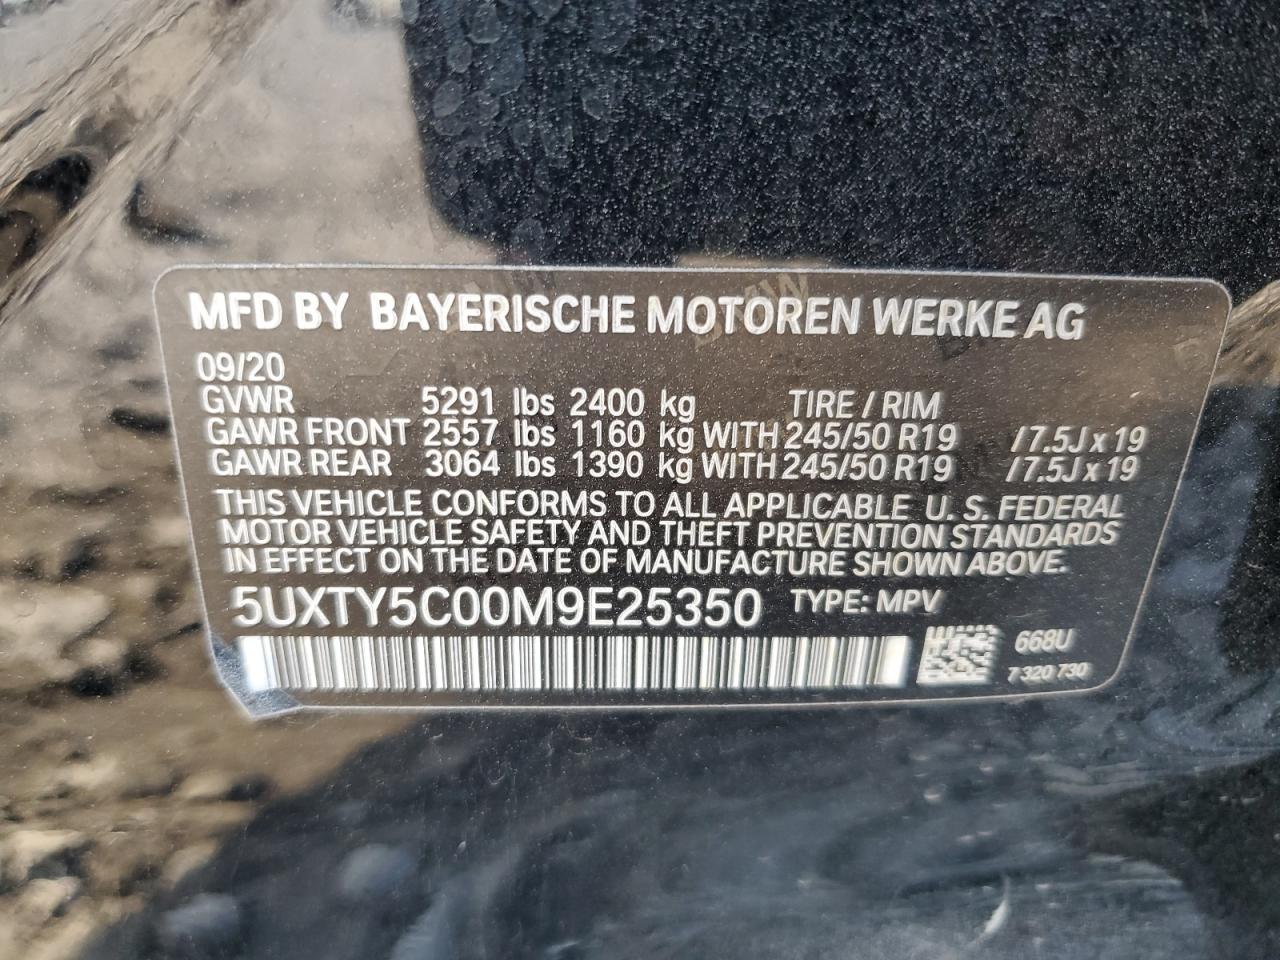 MFD BY BAYERISCHE MOTOREN WERKE AG
09/20
GVWR 5291 lbs 2400 kg TIRE / RIM
GAWR FRONT 2557 lbs 1160 kg WITH 245/50 R19 / 7.5J x 19
GAWR REAR 3064 lbs 1390 kg WITH 245/50 R19 / 7.5J x 19
THIS VEHICLE CONFORMS TO ALL APPLICABLE U. S. FEDERAL
MOTOR VEHICLE SAFETY AND THEFT PREVENTION STANDARDS
IN EFFECT ON THE DATE OF MANUFACTURE SHOWN ABOVE.
5UXTY5C00M9E25350 TYPE: MPV
668U
7 320 730